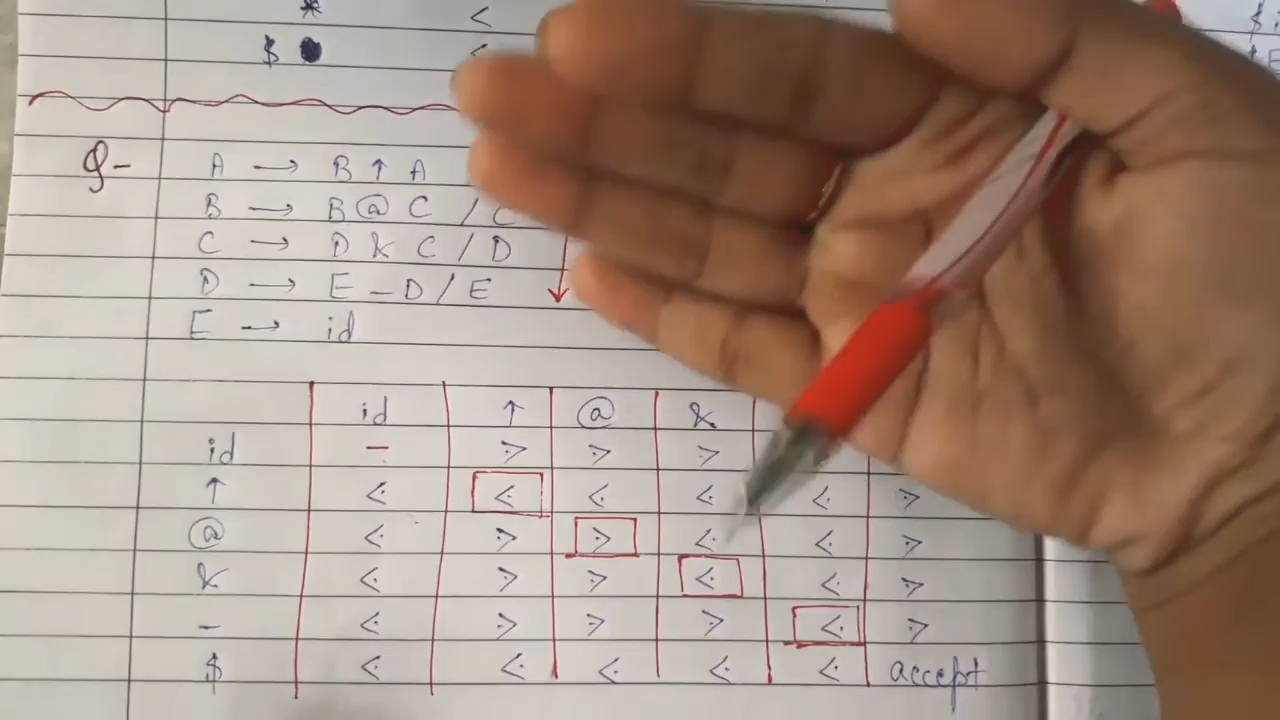 * <
$ <
Q- A → B ↑ A
B → B @ C / C
C → D & C / D
D → E - D / E
E → id
id ↑ @ &
id - ⋗ ⋗ ⋗
↑ ⋖ ⋖ ⋖ ⋖ ⋖ ⋗
@ ⋖ ⋗ ⋗ ⋖ ⋖ ⋗
& ⋖ ⋗ ⋗ ⋖ ⋖ ⋗
- ⋖ ⋗ ⋗ ⋗ ⋖ ⋗
$ ⋖ ⋖ ⋖ ⋖ ⋖ accept